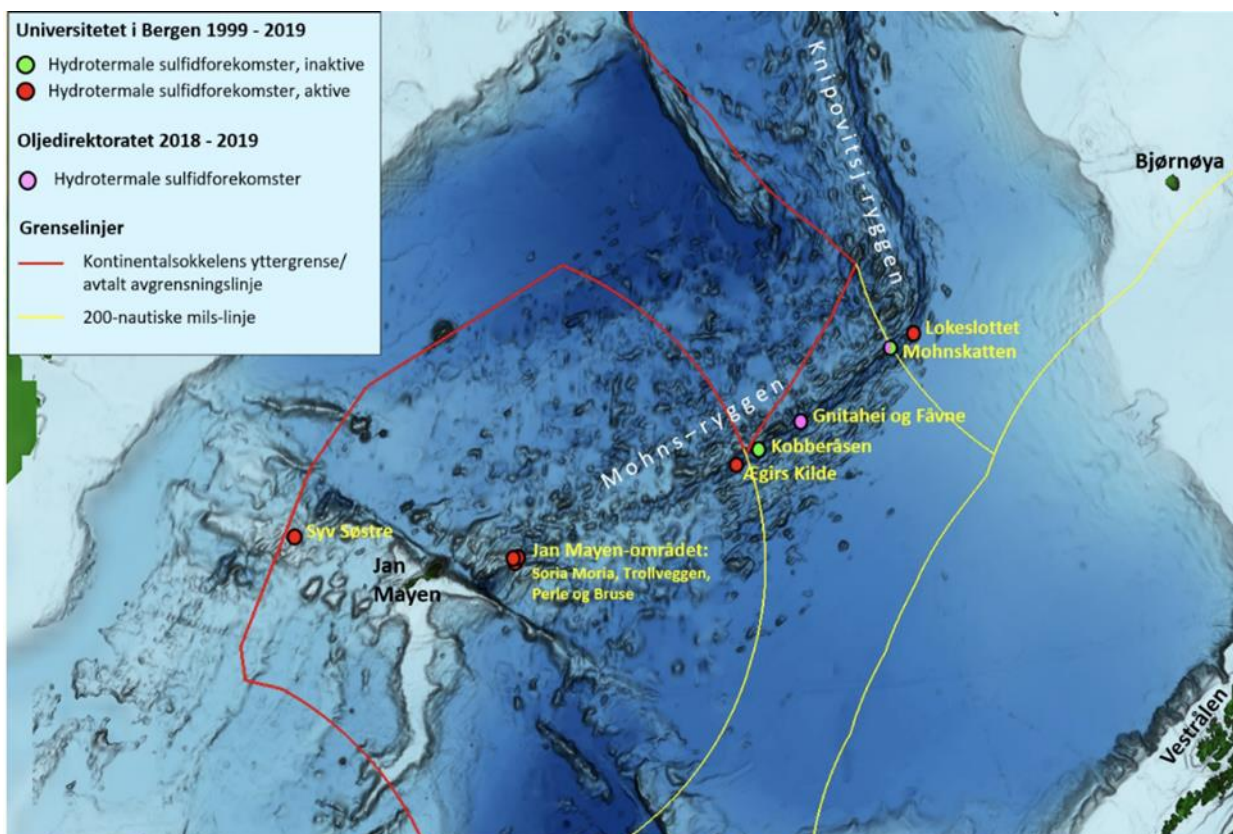 Universitetet i Bergen 1999 - 2019
Hydrotermale sulfidforekomster, inaktive
Hydrotermale sulfidforekomster, aktive
Oljedirektoratet 2018 - 2019
Hydrotermale sulfidforekomster
Grenselinjer
Kontinentalsokkelens yttergrense/
avtalt avgrensningslinje
200-nautiske mils-linje
Knipovitsj-ryggen
Bjørnøya
Lokeslottet
Mohnskatten
Gnitahei og Fåvne
Mohns-ryggen
Kobberåsen
Ægirs Kilde
Syv Søstre
Jan
Mayen
Jan Mayen-området:
Soria Moria, Trollveggen,
Perle og Bruse
Vestrålen